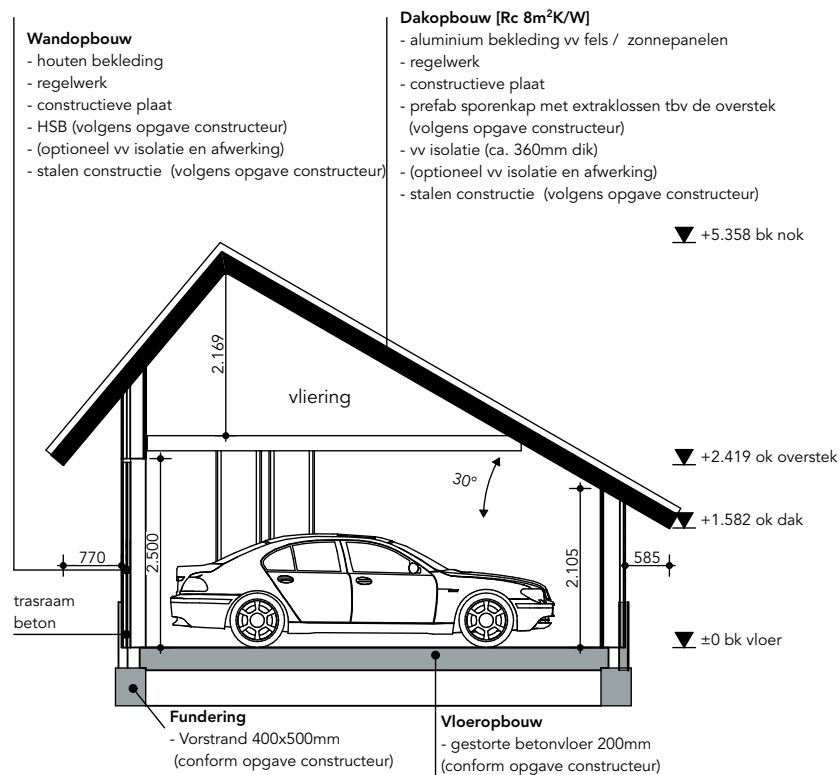 Wandopbouw
- houten bekleding
- regelwerk
- constructieve plaat
- HSB (volgens opgave constructeur)
- (optioneel vv isolatie en afwerking)
- stalen constructie (volgens opgave constructeur)
Dakopbouw [Rc 8m²K/W]
- aluminium bekleding vv fels / zonnepanelen
- regelwerk
- constructieve plaat
- prefab sporenkap met extraklossen tbv de overstek
(volgens opgave constructeur)
- vv isolatie (ca. 360mm dik)
- (optioneel vv isolatie en afwerking)
- stalen constructie (volgens opgave constructeur)
+5.358 bk nok
2.169
vliering
+2.419 ok overstek
30º
+1.582 ok dak
770
2.500
2.105
585
trasraam
beton
±0 bk vloer
Fundering
- Vorstrand 400x500mm
(conform opgave constructeur)
Vloeropbouw
- gestorte betonvloer 200mm
(conform opgave constructeur)